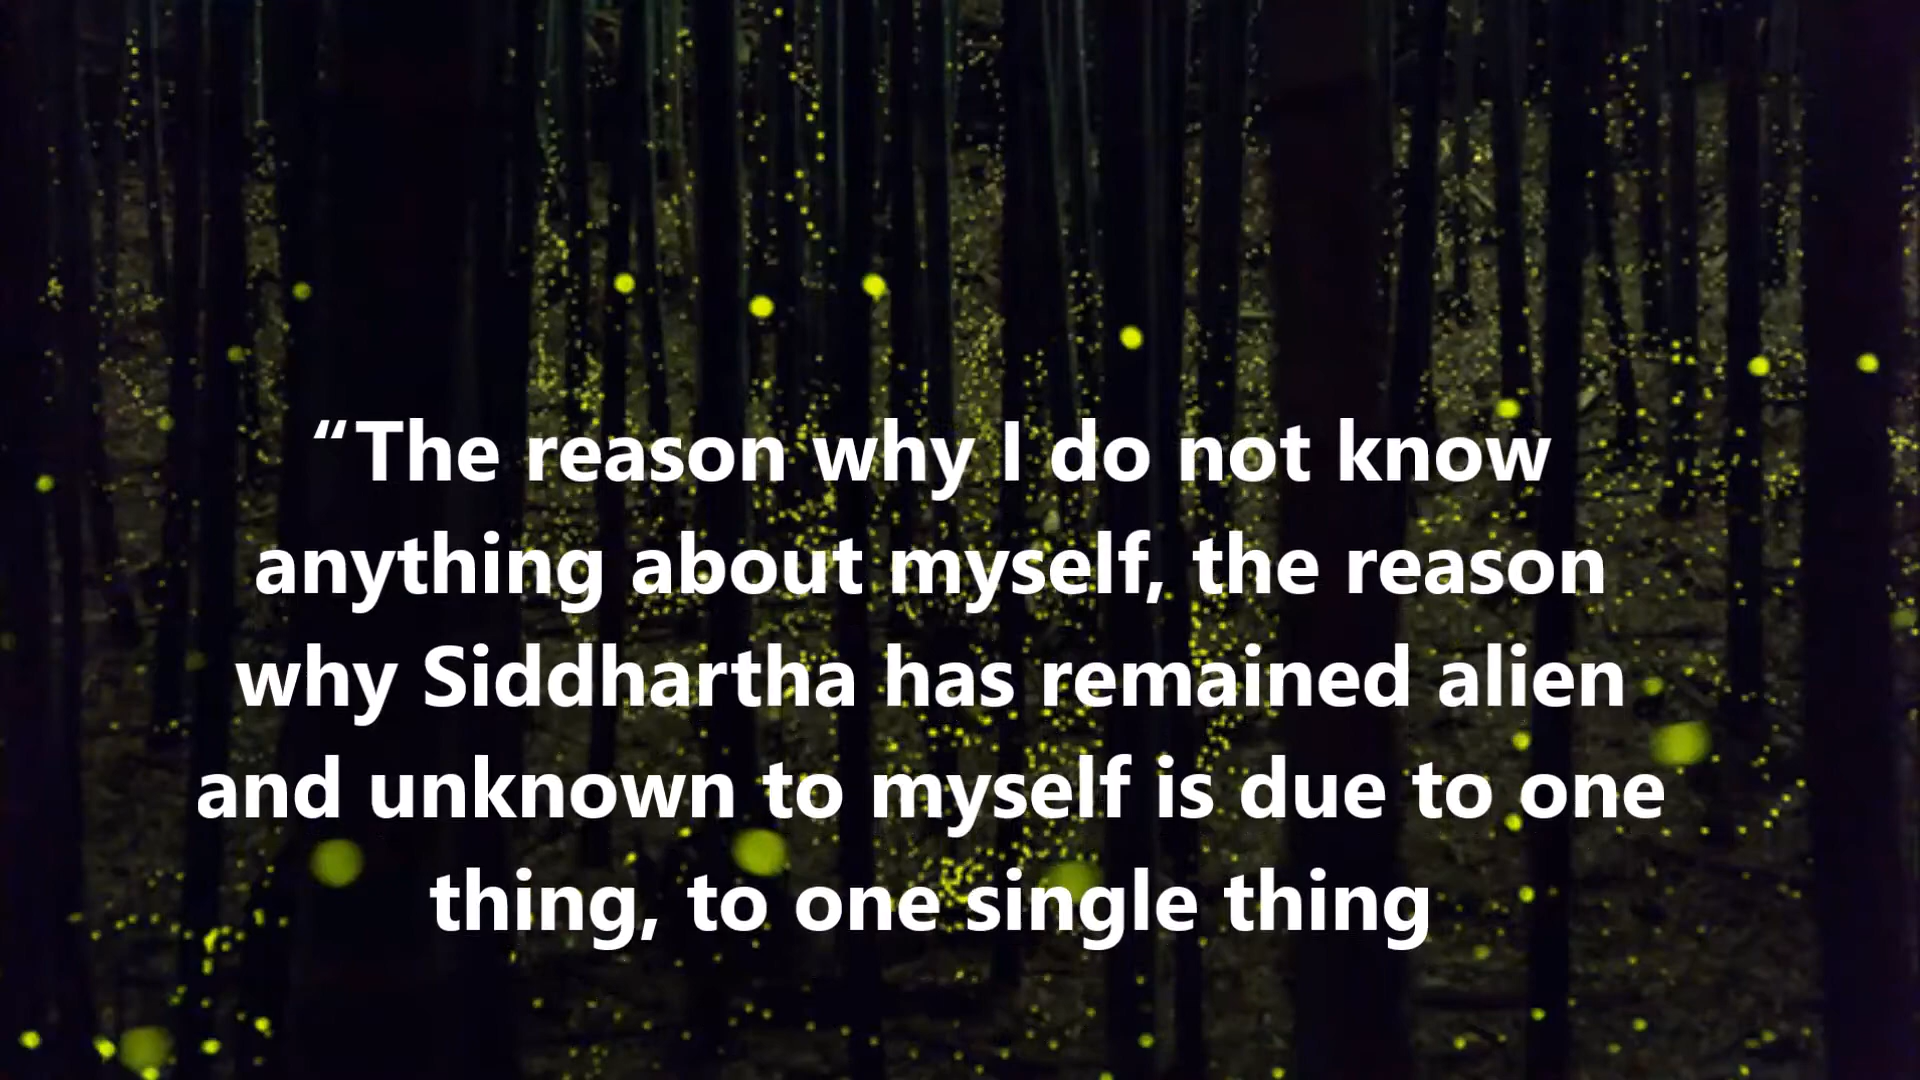 “The reason why I do not know
anything about myself, the reason
why Siddhartha has remained alien
and unknown to myself is due to one
thing, to one single thing